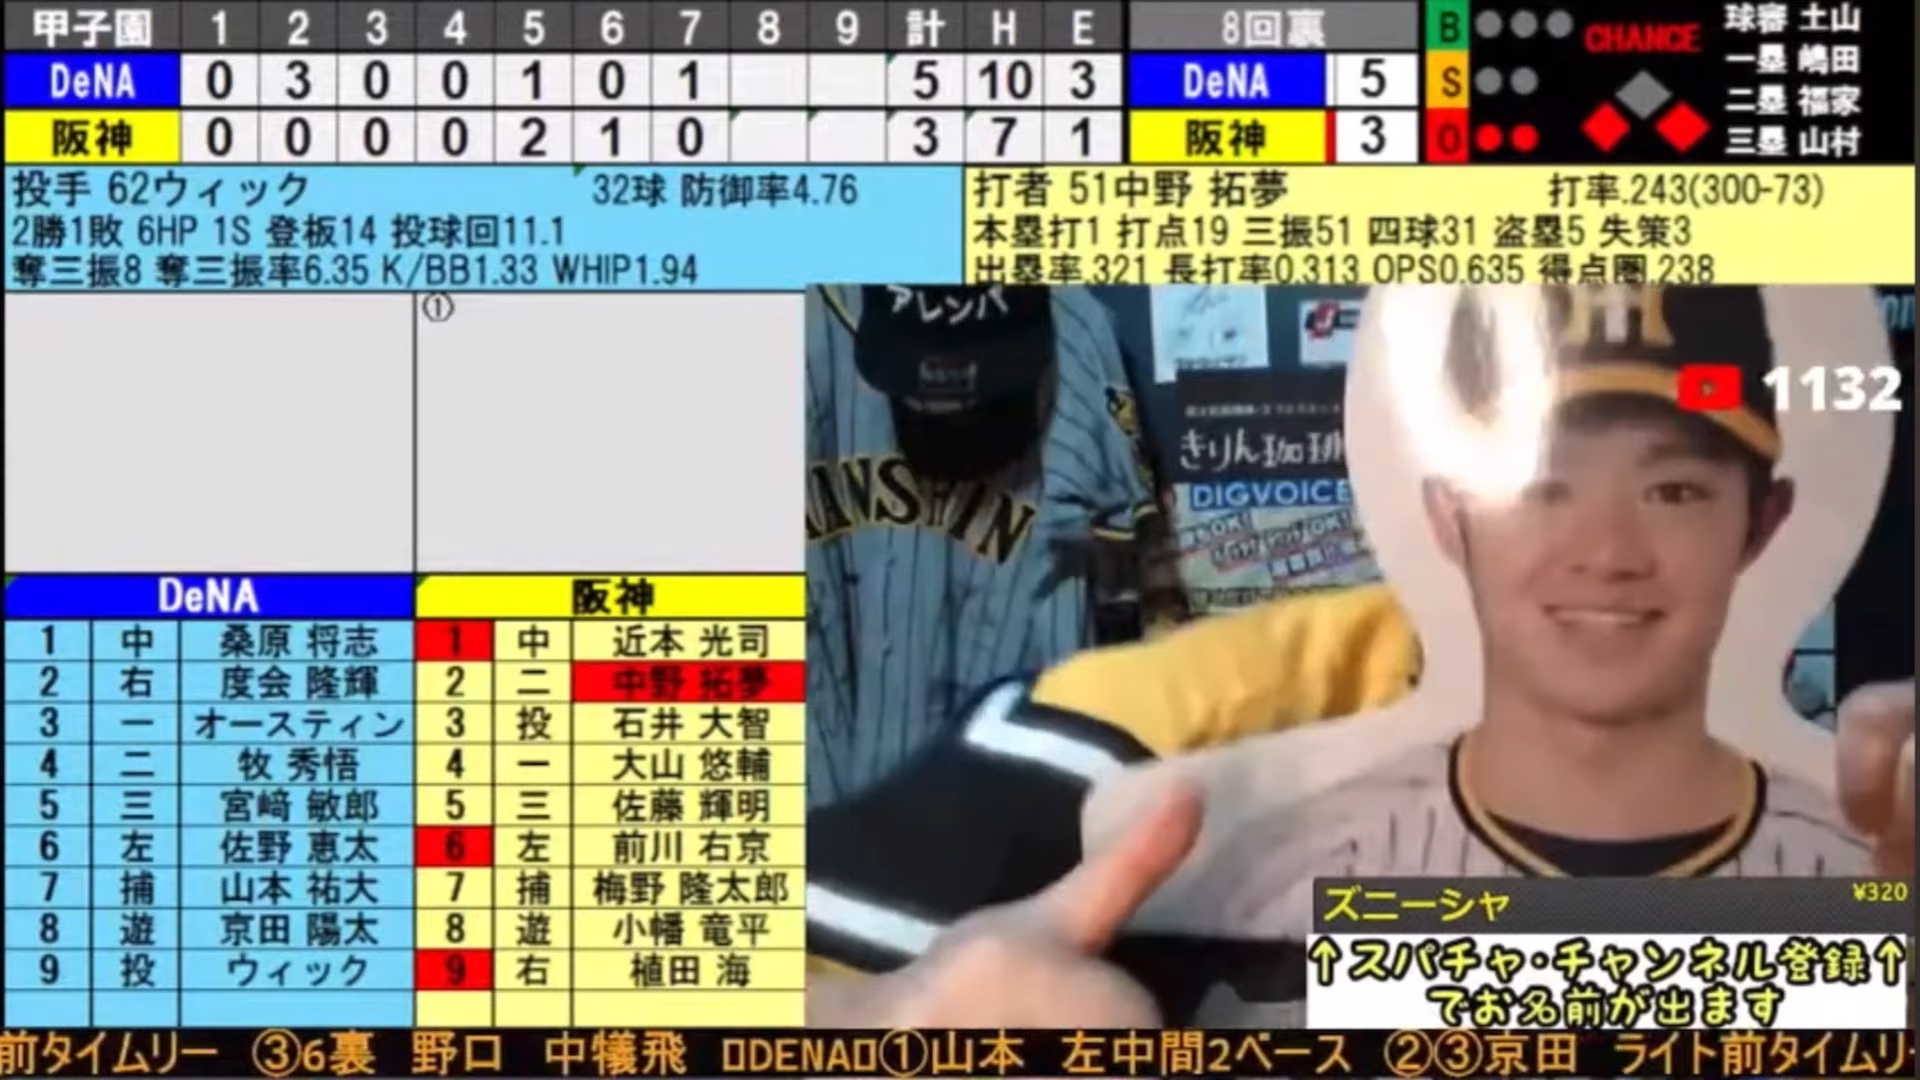 甲子園 1 2 3 4 5 6 7 8 9 計 H E
DeNA 0 3 0 0 1 0 1 5 10 3
阪神 0 0 0 0 2 1 0 3 7 1
8回裏
DeNA 5
阪神 3
B
S
O
CHANCE
球審 土山
一塁 嶋田
二塁 福家
三塁 山村
投手 62ウィック 32球 防御率4.76
2勝1敗 6HP 1S 登板14 投球回11.1
奪三振8 奪三振率6.35 K/BB1.33 WHIP1.94
打者 51中野 拓夢 打率.243(300-73)
本塁打1 打点19 三振51 四球31 盗塁5 失策3
出塁率.321 長打率0.313 OPS0.635 得点圏.238
①
DeNA
1 中 桑原 将志
2 右 度会 隆輝
3 一 オースティン
4 二 牧 秀悟
5 三 宮﨑 敏郎
6 左 佐野 恵太
7 捕 山本 祐大
8 遊 京田 陽太
9 投 ウィック
阪神
1 中 近本 光司
2 二 中野 拓夢
3 投 石井 大智
4 一 大山 悠輔
5 三 佐藤 輝明
6 左 前川 右京
7 捕 梅野 隆太郎
8 遊 小幡 竜平
9 右 植田 海
アレンパ
HANSHIN
きりん珈琲
DIGVOICE
1132
ズニーシャ ¥320
↑スパチャ・チャンネル登録↑
でお名前が出ます
前タイムリー ③6裏 野口 中犠飛 ▯DENA▯①山本 左中間2ベース ②③京田 ライト前タイムリー